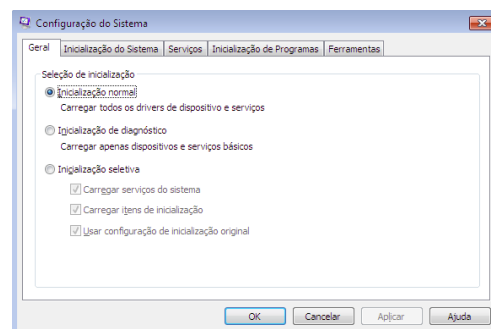 Configuração do Sistema
Geral Inicialização do Sistema Serviços Inicialização de Programas Ferramentas
Seleção de inicialização
Inicialização normal
Carregar todos os drivers de dispositivo e serviços
Inicialização de diagnóstico
Carregar apenas dispositivos e serviços básicos
Inicialização seletiva
Carregar serviços do sistema
Carregar itens de inicialização
Usar configuração de inicialização original
OK Cancelar Aplicar Ajuda